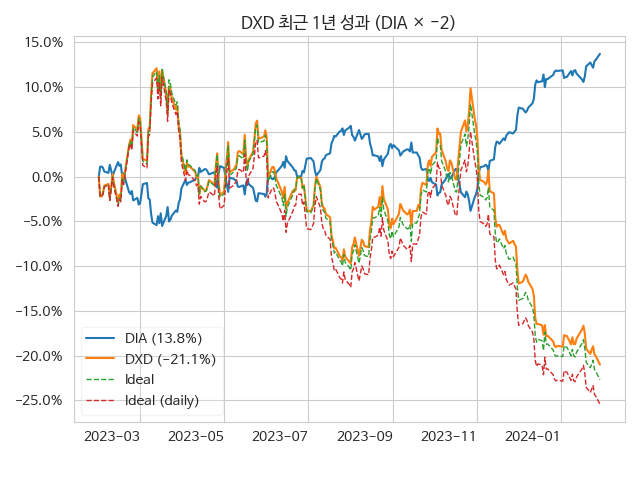 DXD 최근 1년 성과 (DIA × −2)
15.0%
10.0%
5.0%
0.0%
−5.0%
−10.0%
−15.0%
−20.0%
−25.0%
DIA (13.8%)
DXD (−21.1%)
Ideal
Ideal (daily)
2023-03 2023-05 2023-07 2023-09 2023-11 2024-01